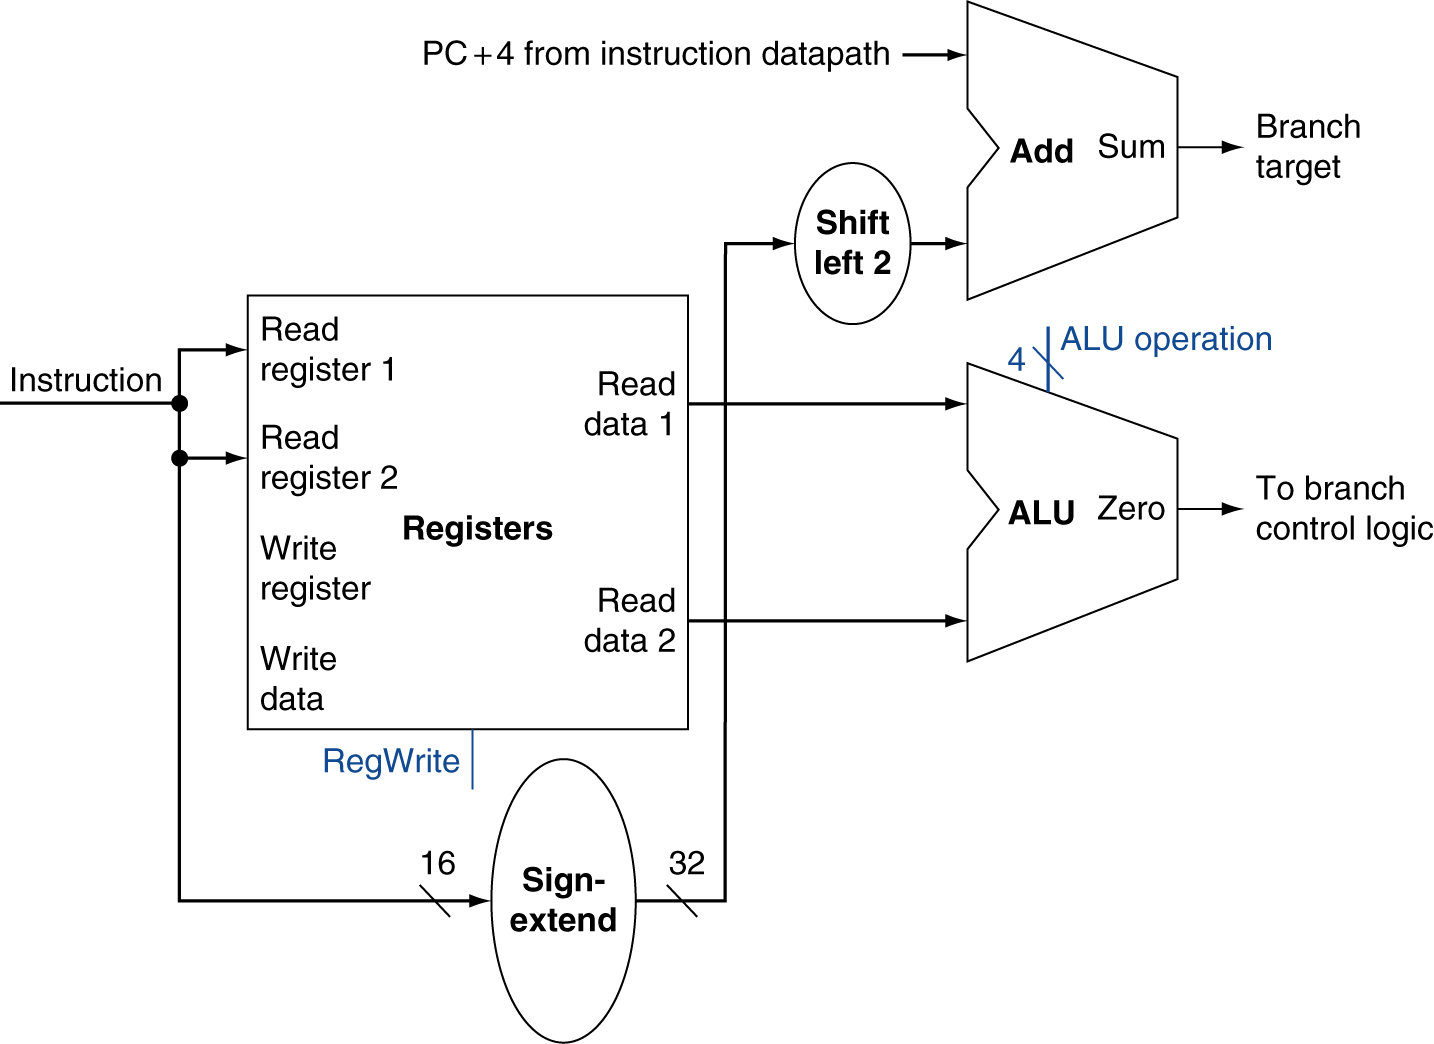 PC+4 from instruction datapath
Add Sum
Branch
target
Shift
left 2
ALU operation
4
Instruction
Read
register 1
Read
data 1
Read
register 2
Registers
ALU Zero
To branch
control logic
Write
register
Read
data 2
Write
data
RegWrite
16
32
Sign-
extend